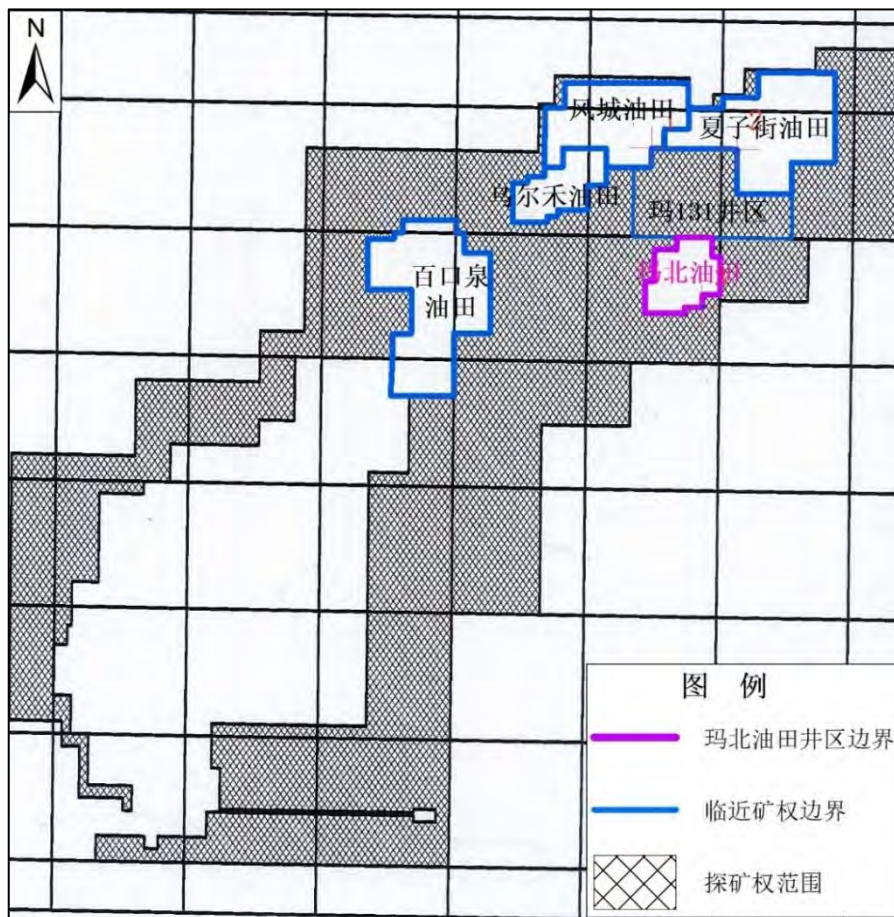 N
风城油田
夏子街油田
乌尔禾油田
玛131井区
玛北油田
百口泉
油田
图 例
玛北油田井区边界
临近矿权边界
探矿权范围